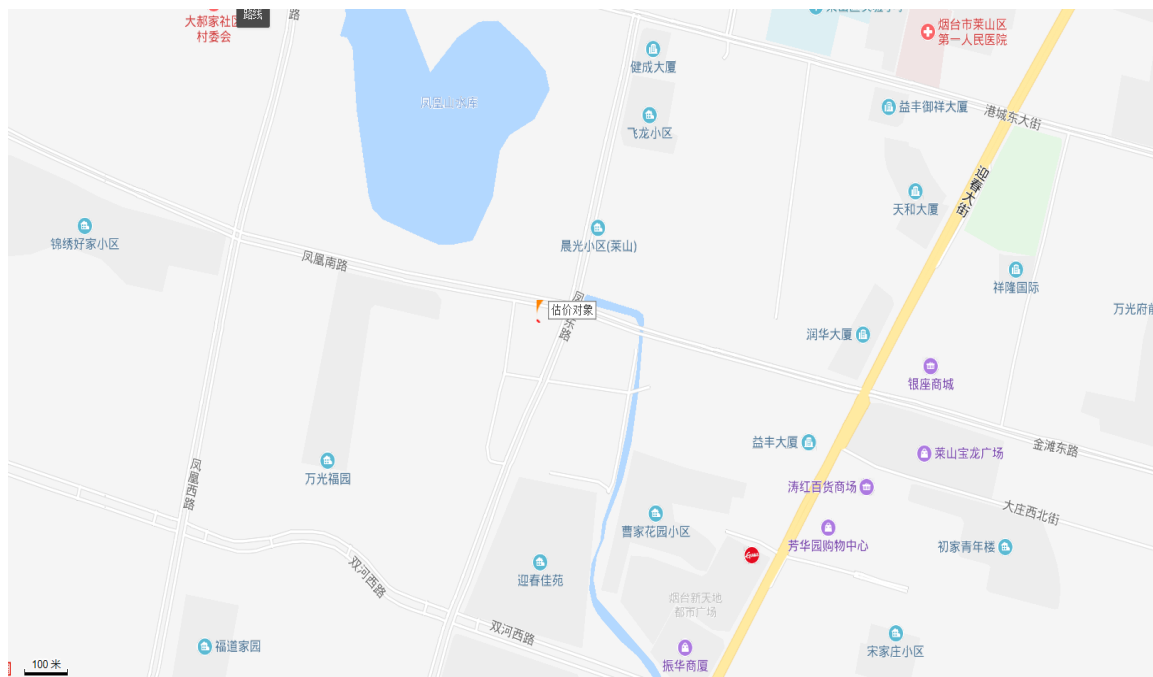 路
路线
大郝家社区
村委会
烟台市莱山区
第一人民医院
健成大厦
凤凰山水库
益丰御祥大厦
港城东大街
飞龙小区
迎春大街
天和大厦
锦绣好家小区
晨光小区(莱山)
凤凰南路
祥隆国际
估价对象
东路
万光府前
润华大厦
银座商城
益丰大厦
金滩东路
莱山宝龙广场
万光福园
凤凰西路
涛红百货商场
大庄西北街
曹家花园小区
芳华园购物中心
初家青年楼
双河西路
迎春佳苑
烟台新天地
都市广场
双河西路
福道家园
宋家庄小区
振华商厦
100 米